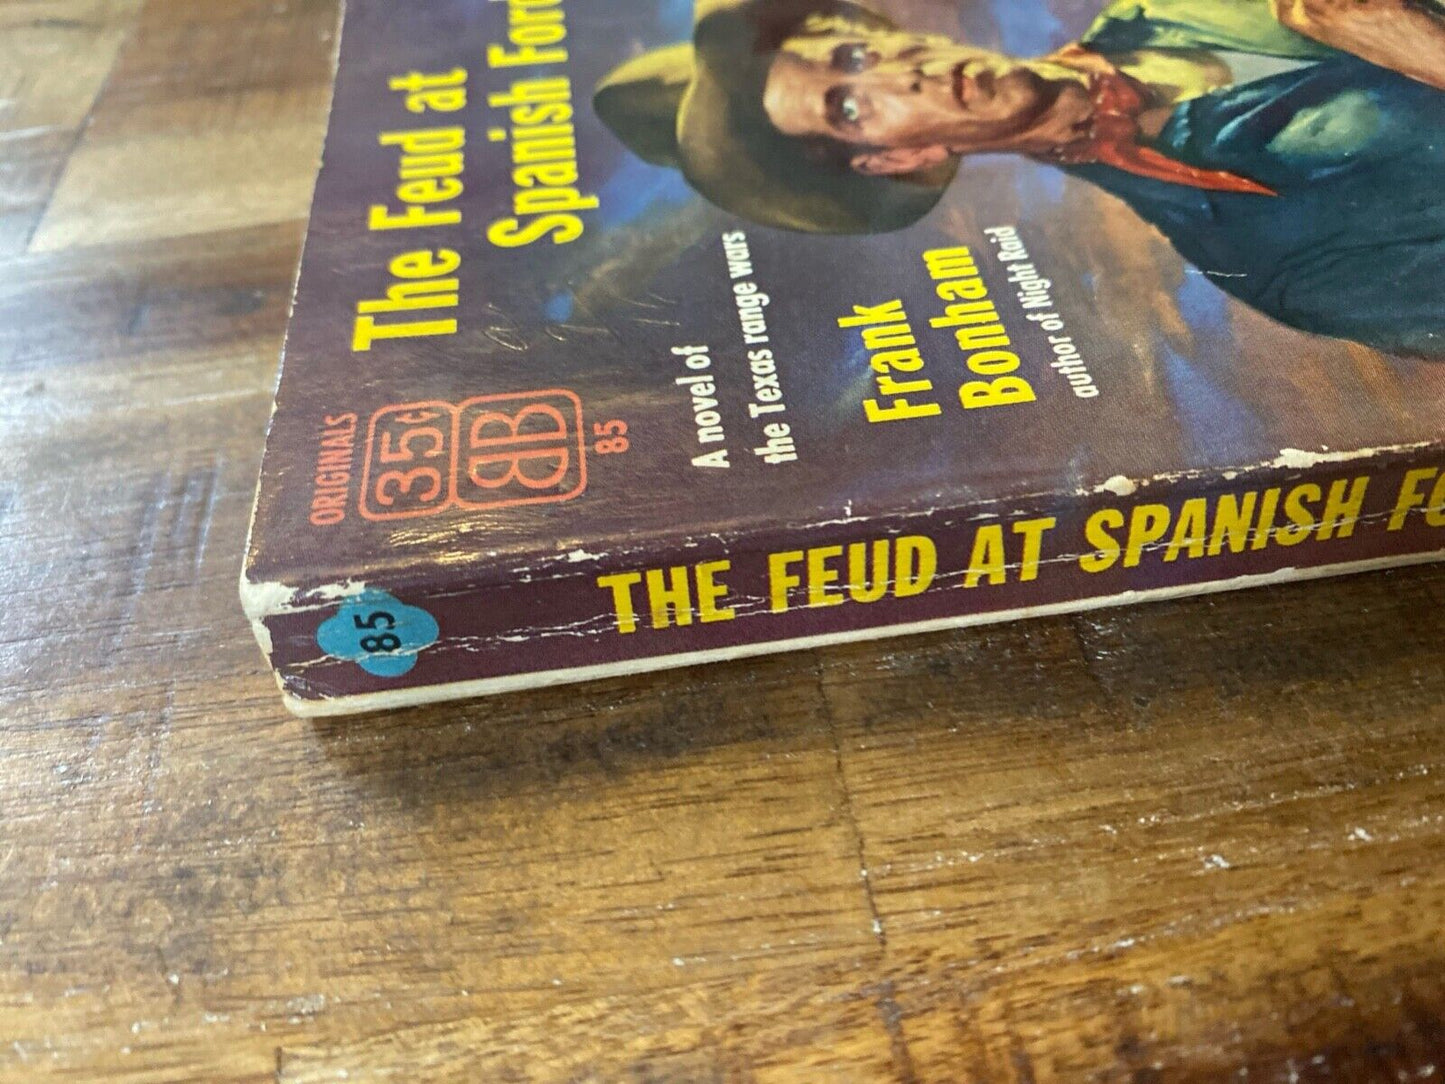 The Feud at
Spanish Ford
A novel of
the Texas range wars
Frank
Bonham
author of Night Raid
ORIGINALS
35¢
BB
85
85
THE FEUD AT SPANISH FO